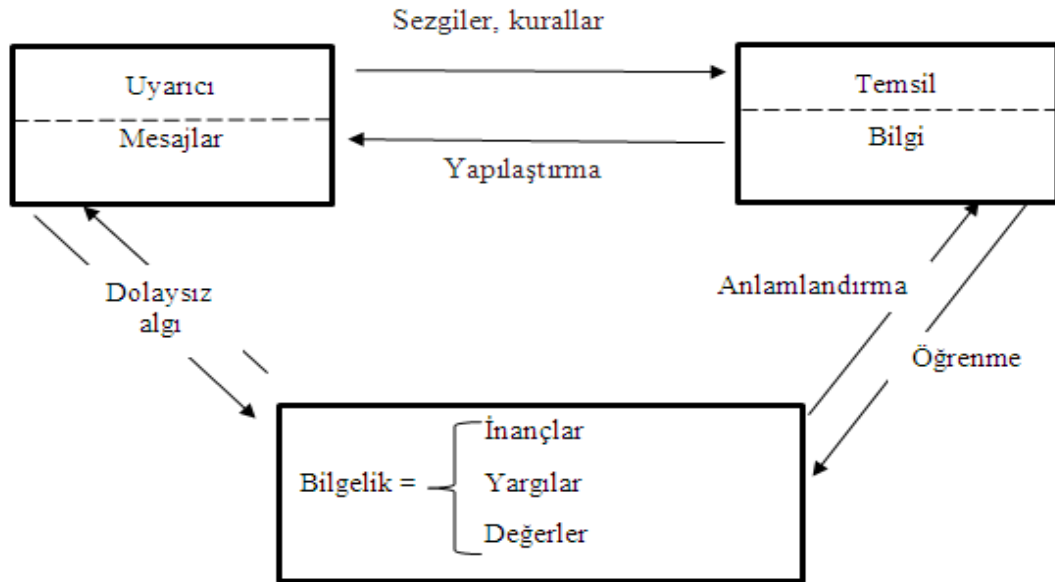 Sezgiler, kurallar
Uyarıcı
Mesajlar
Temsil
Bilgi
Yapılaştırma
Dolaysız
algı
Anlamlandırma
Öğrenme
Bilgelik =
İnançlar
Yargılar
Değerler